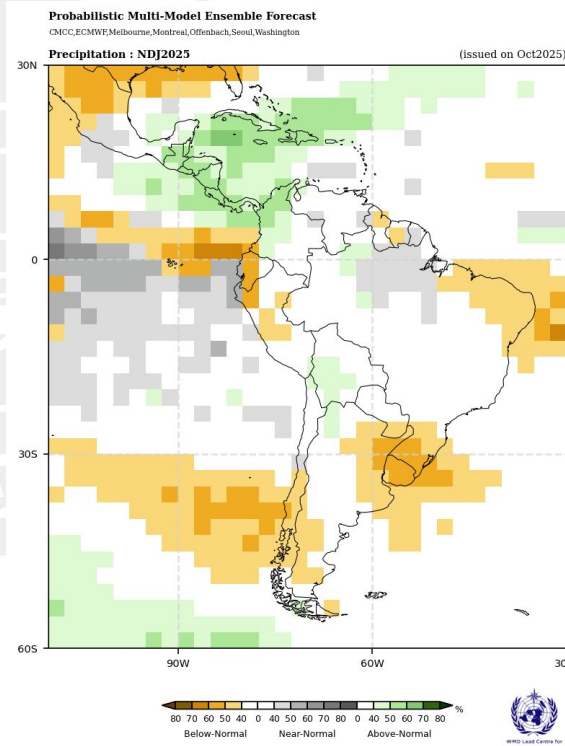 Probabilistic Multi-Model Ensemble Forecast
CMCC,ECMWF,Melbourne,Montreal,Offenbach,Seoul,Washington
Precipitation : NDJ2025 (issued on Oct2025)
30N
0
30S
60S
90W 60W 30
80 70 60 50 40 0 40 50 60 70 80 0 40 50 60 70 80 %
Below-Normal Near-Normal Above-Normal
WMO Lead Centre for